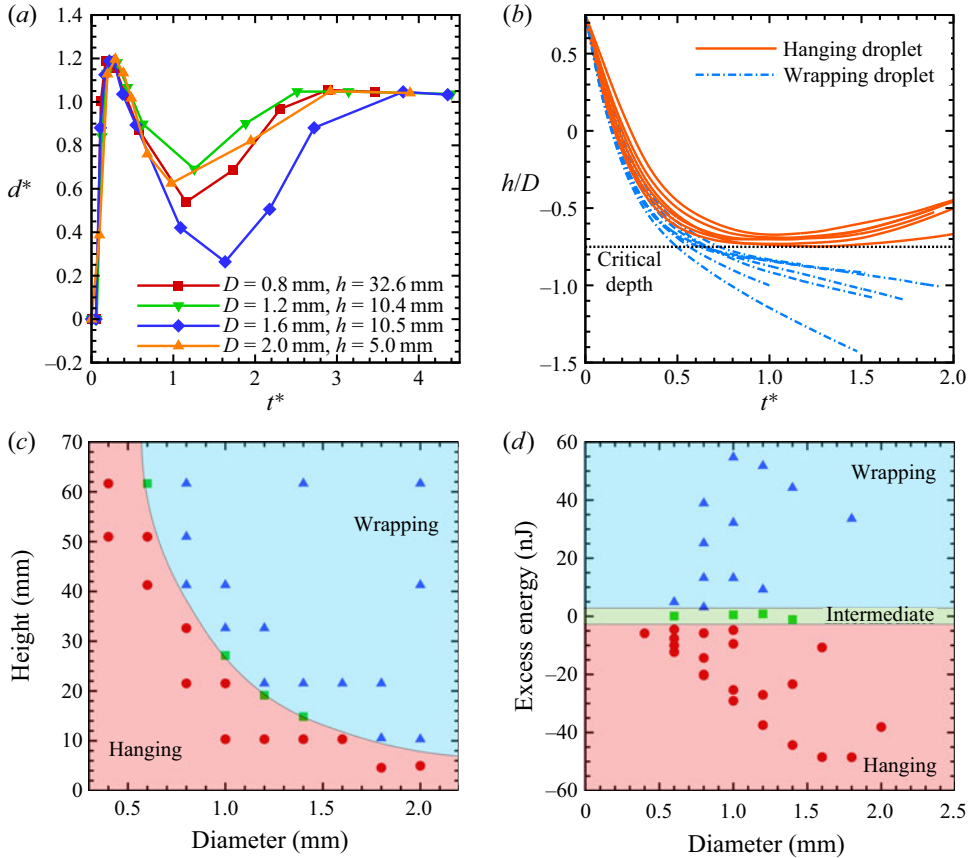 (a)
1.4
1.2
1.0
0.8
0.6
0.4
0.2
0
–0.2
d*
0
1
2
3
4
t*
D = 0.8 mm, h = 32.6 mm
D = 1.2 mm, h = 10.4 mm
D = 1.6 mm, h = 10.5 mm
D = 2.0 mm, h = 5.0 mm
(b)
0.5
0
–0.5
–1.0
–1.5
h/D
Hanging droplet
Wrapping droplet
Critical
depth
0
0.5
1.0
1.5
2.0
t*
(c)
70
60
50
40
30
20
10
0
Height (mm)
Wrapping
Hanging
0.5
1.0
1.5
2.0
Diameter (mm)
(d)
60
40
20
0
–20
–40
–60
Excess energy (nJ)
Wrapping
Intermediate
Hanging
0
0.5
1.0
1.5
2.0
2.5
Diameter (mm)